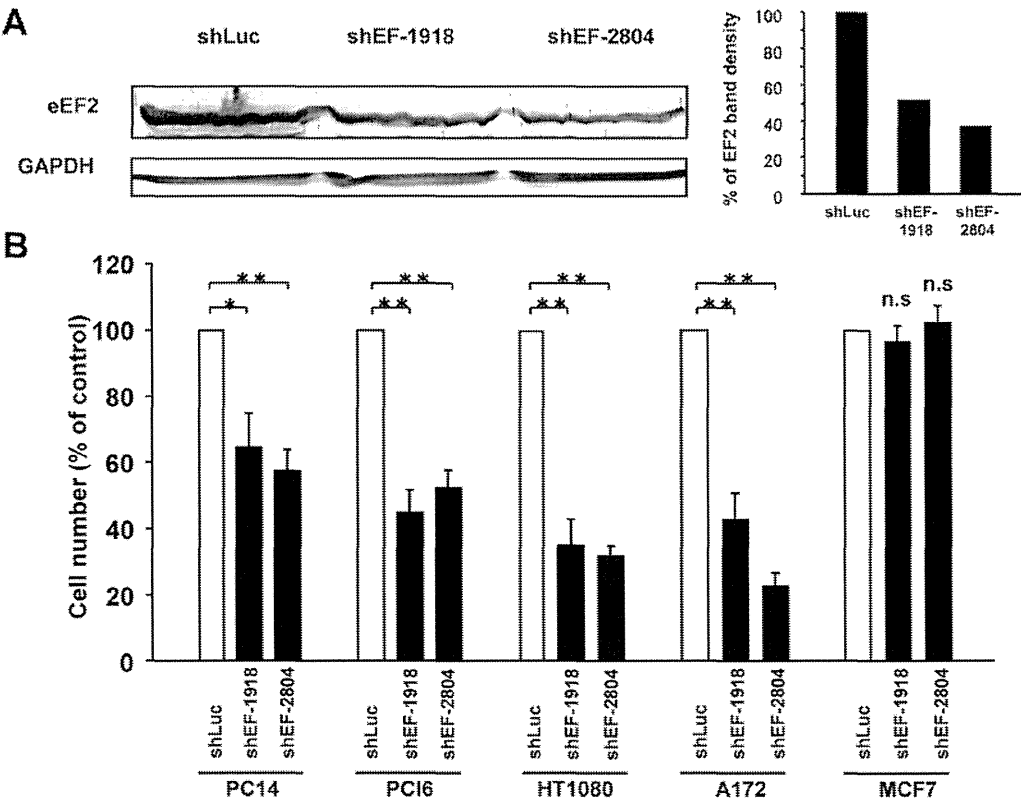 A
shLuc shEF-1918 shEF-2804
eEF2
GAPDH
% of EF2 band density
100
80
60
40
20
0
shLuc shEF-1918 shEF-2804
B
Cell number (% of control)
120
100
80
60
40
20
0
** ** ** **
* ** ** ** n.s n.s
shLuc shEF-1918 shEF-2804 shLuc shEF-1918 shEF-2804 shLuc shEF-1918 shEF-2804 shLuc shEF-1918 shEF-2804 shLuc shEF-1918 shEF-2804
PC14 PCI6 HT1080 A172 MCF7